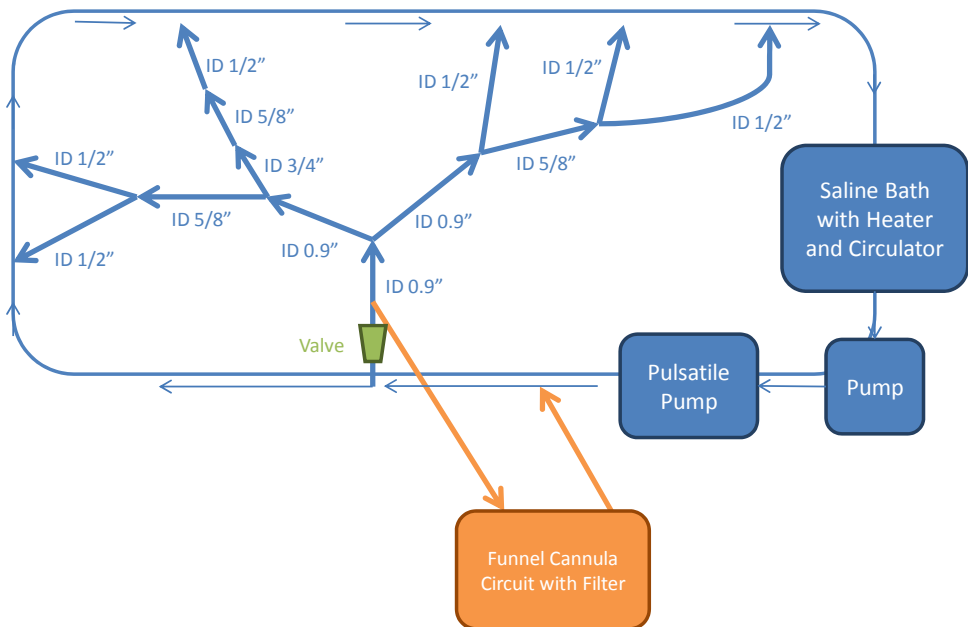 ID 1/2”
ID 1/2”
ID 1/2”
ID 5/8”
ID 1/2”
ID 1/2”
ID 3/4”
ID 5/8”
ID 5/8”
ID 0.9”
ID 0.9”
ID 1/2”
ID 0.9”
Saline Bath
with Heater
and Circulator
Valve
Pulsatile
Pump
Pump
Funnel Cannula
Circuit with Filter